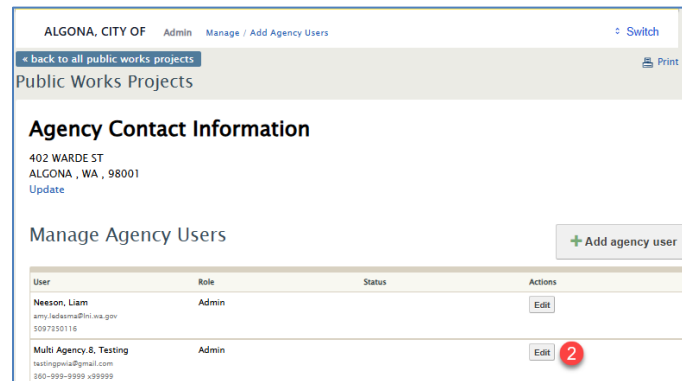 ALGONA, CITY OF Admin Manage / Add Agency Users Switch
« back to all public works projects Print
Public Works Projects
Agency Contact Information
402 WARDE ST
ALGONA , WA , 98001
Update
Manage Agency Users
Add agency user
User Role Status Actions
Neeson, Liam Admin Edit
amy.ledesma@lni.wa.gov
5097350116
Multi Agency.8, Testing Admin Edit 2
testingpwia@gmail.com
360-999-9999 x99999